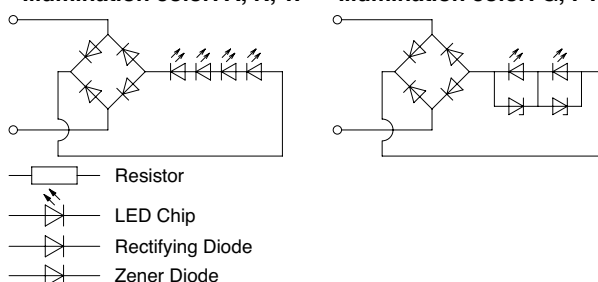 Illumination color
Illumination color
Resistor
LED Chip
Rectifying Diode
Zener Diode